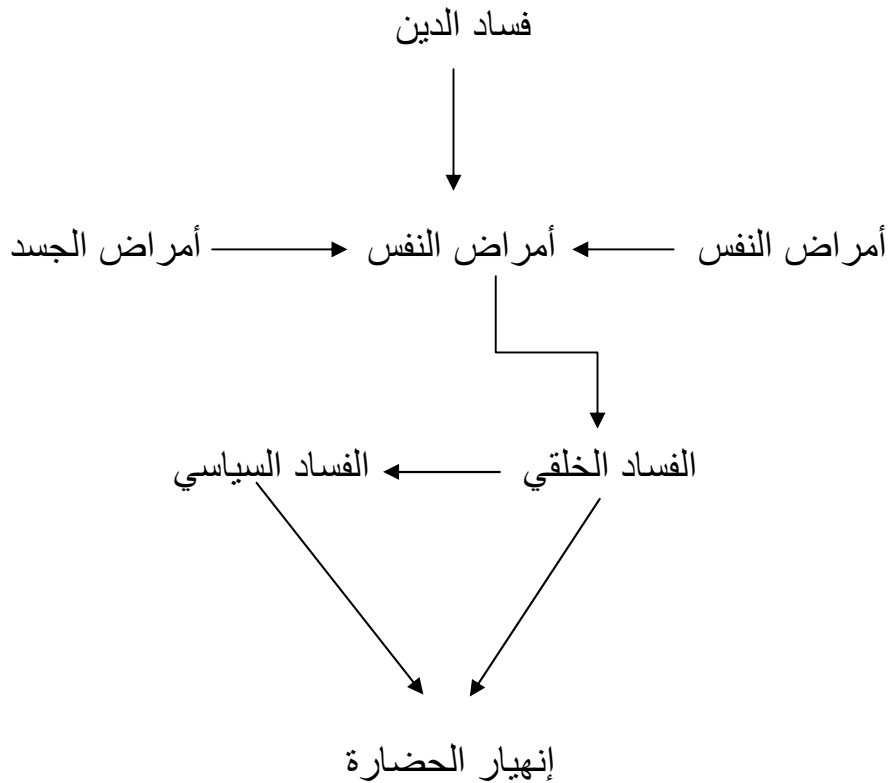 فساد الدين
أمراض النفس
أمراض النفس
أمراض الجسد
الفساد الخلقي
الفساد السياسي
إنهيار الحضارة